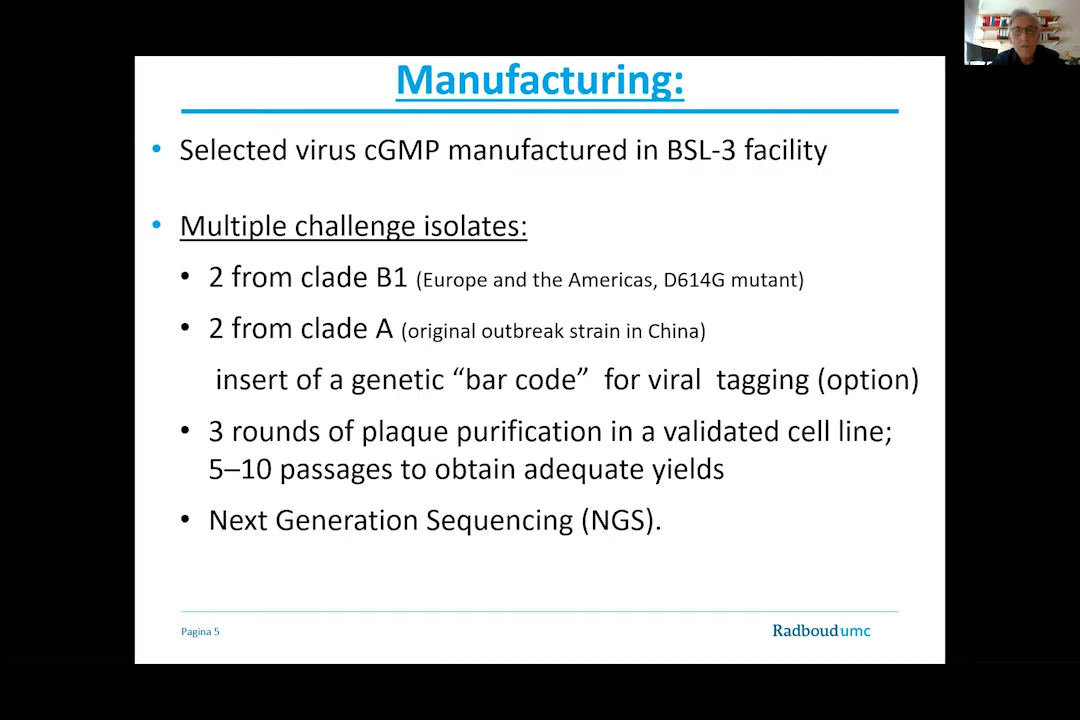 Manufacturing:
• Selected virus cGMP manufactured in BSL-3 facility
• Multiple challenge isolates:
• 2 from clade B1 (Europe and the Americas, D614G mutant)
• 2 from clade A (original outbreak strain in China)
insert of a genetic “bar code” for viral tagging (option)
• 3 rounds of plaque purification in a validated cell line;
5–10 passages to obtain adequate yields
• Next Generation Sequencing (NGS).
Pagina 5
Radboudumc